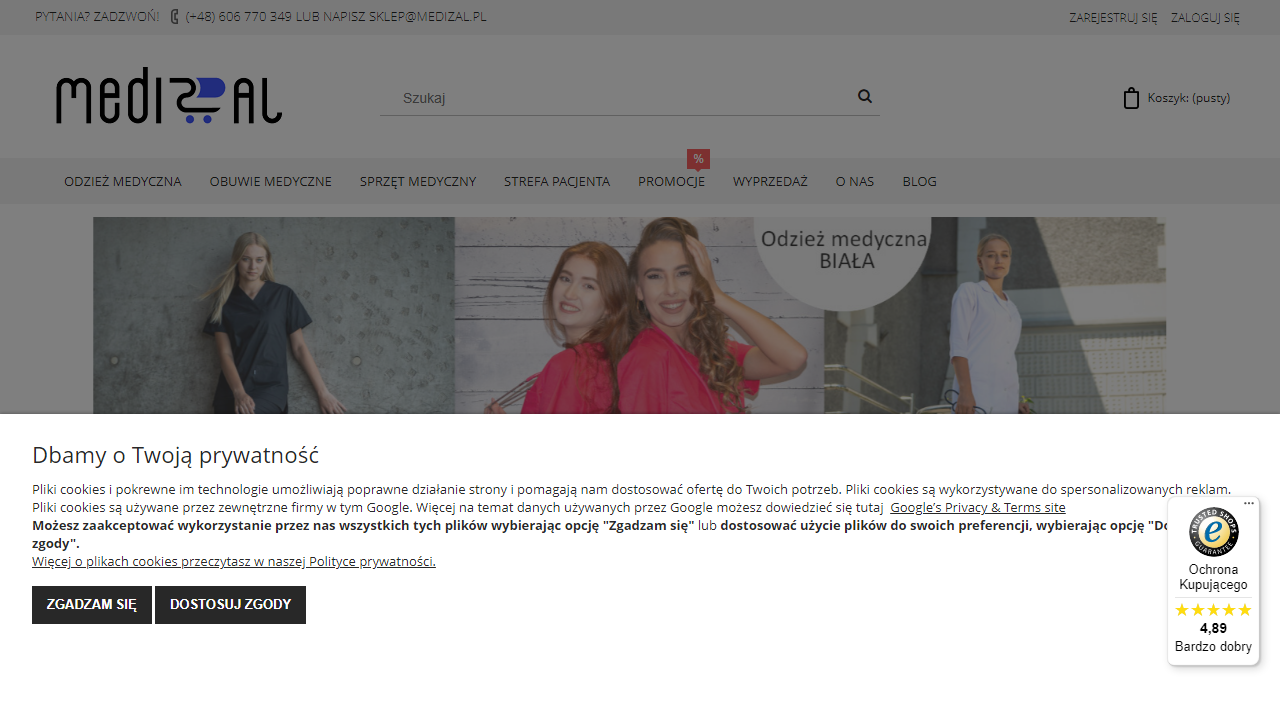 PYTANIA? ZADZWOŃ! (+48) 606 770 349 LUB NAPISZ SKLEP@MEDIZAL.PL
ZAREJESTRUJ SIĘ ZALOGUJ SIĘ
MEDIZAL
Szukaj
Koszyk: (pusty)
%
ODZIEŻ MEDYCZNA OBUWIE MEDYCZNE SPRZĘT MEDYCZNY STREFA PACJENTA PROMOCJE WYPRZEDAŻ O NAS BLOG
Odzież medyczna
BIAŁA
Dbamy o Twoją prywatność
Pliki cookies i pokrewne im technologie umożliwiają poprawne działanie strony i pomagają nam dostosować ofertę do Twoich potrzeb. Pliki cookies są wykorzystywane do spersonalizowanych reklam.
Pliki cookies są używane przez zewnętrzne firmy w tym Google. Więcej na temat danych używanych przez Google możesz dowiedzieć się tutaj Google's Privacy & Terms site
Możesz zaakceptować wykorzystanie przez nas wszystkich tych plików wybierając opcję "Zgadzam się" lub dostosować użycie plików do swoich preferencji, wybierając opcję
zgody".
Więcej o plikach cookies przeczytasz w naszej Polityce prywatności.
ZGADZAM SIĘ DOSTOSUJ ZGODY
TRUSTED SHOPS
e
GUARANTEE
Ochrona
Kupującego
4,89
Bardzo dobry